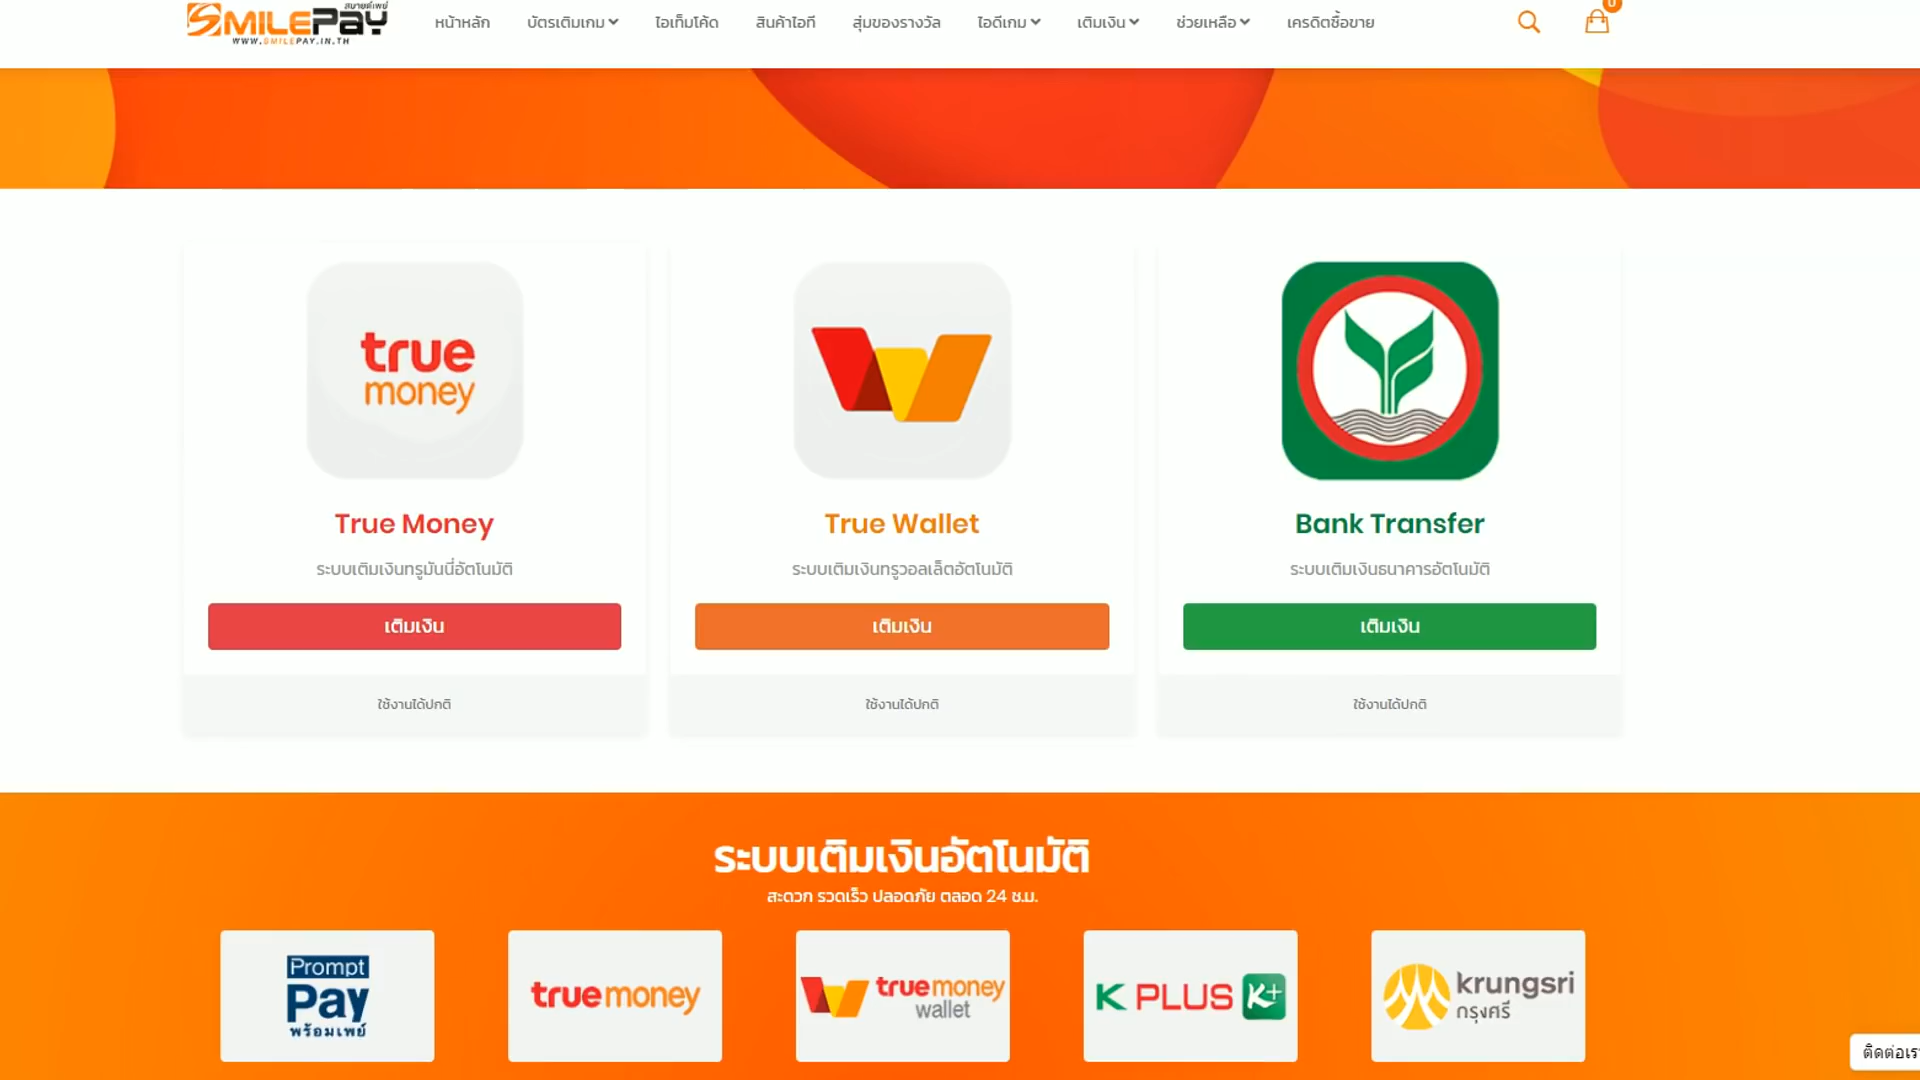 สมายด์เพย์
SMILEPAY
WWW.SMILEPAY.IN.TH
หน้าหลัก
บัตรเติมเกม
ไอเท็มโค้ด
สินค้าไอที
สุ่มของรางวัล
ไอดีเกม
เติมเงิน
ช่วยเหลือ
เครดิตซื้อขาย
0
true
money
True Money
ระบบเติมเงินทรูมันนี่อัตโนมัติ
เติมเงิน
ใช้งานได้ปกติ
True Wallet
ระบบเติมเงินทรูวอลเล็ตอัตโนมัติ
เติมเงิน
ใช้งานได้ปกติ
Bank Transfer
ระบบเติมเงินธนาคารอัตโนมัติ
เติมเงิน
ใช้งานได้ปกติ
ระบบเติมเงินอัตโนมัติ
สะดวก รวดเร็ว ปลอดภัย ตลอด 24 ช.ม.
Prompt
Pay
พร้อมเพย์
truemoney
truemoney
wallet
K PLUS K+
krungsri
กรุงศรี
ติดต่อเร